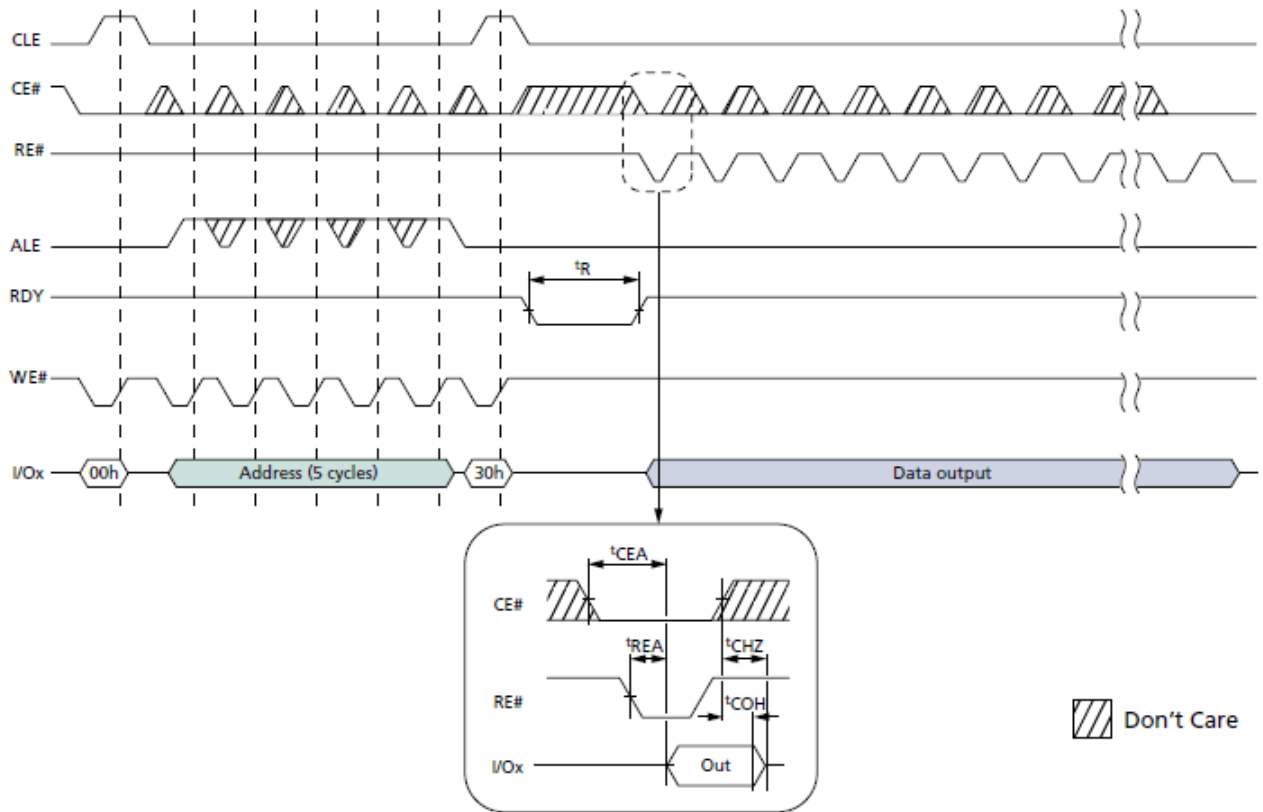 CLE
CE#
RE#
ALE
tR
RDY
WE#
I/Ox 00h Address (5 cycles) 30h Data output
tCEA
CE#
tREA tCHZ
RE#
tCOH
I/Ox Out
Don't Care